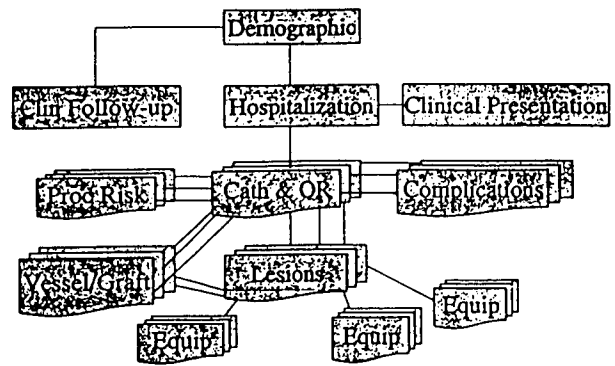 Demographic
Clin Follow-up
Hospitalization
Clinical Presentation
Proc Risk
Cath & OR
Complications
Vessel/Graft
Lesions
Equip
Equip
Equip